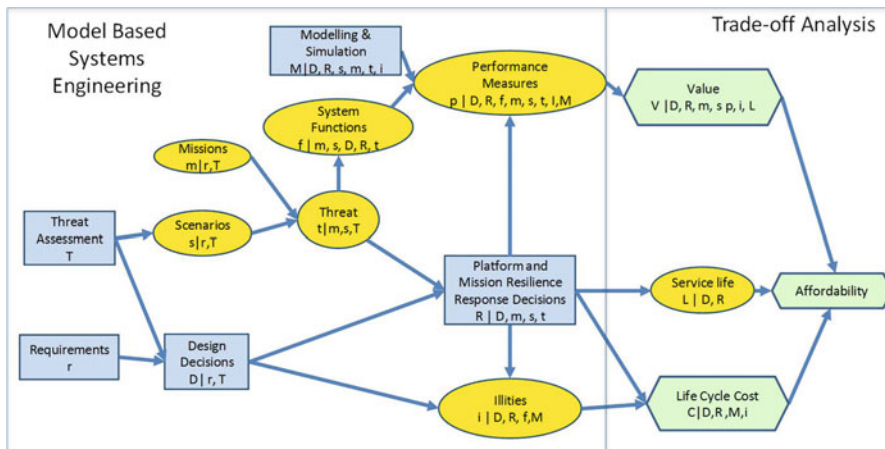 Model Based
Systems
Engineering
Trade-off Analysis
Modelling &
Simulation
M|D, R, s, m, t, i
Performance
Measures
p | D, R, f, m, s, t, I,M
Value
V |D, R, m, s p, i, L
System
Functions
f | m, s, D, R, t
Missions
m|r,T
Threat
Assessment
T
Scenarios
s|r,T
Threat
t|m,s,T
Platform and
Mission Resilience
Response Decisions
R | D, m, s, t
Service life
L | D, R
Affordability
Requirements
r
Design
Decisions
D|r, T
Illities
i | D, R, f,M
Life Cycle Cost
C|D,R ,M,i